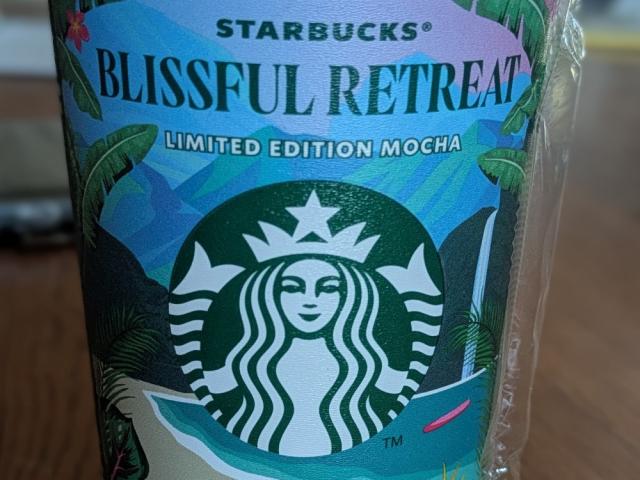 STARBUCKS®
BLISSFUL RETREAT
LIMITED EDITION MOCHA
TM